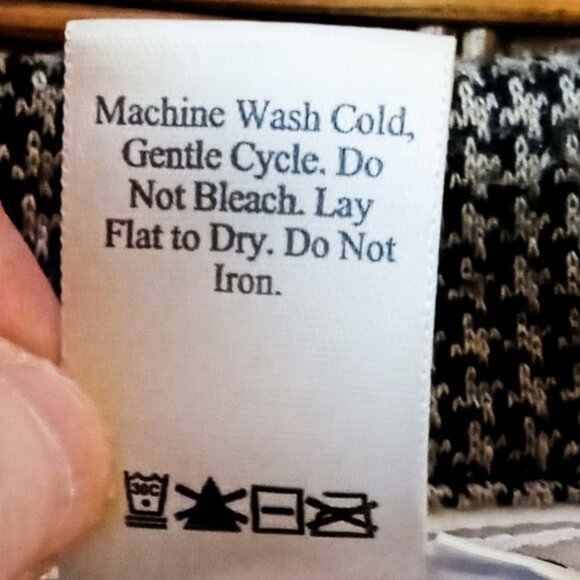 Machine Wash Cold,
Gentle Cycle. Do
Not Bleach. Lay
Flat to Dry. Do Not
Iron.
30C